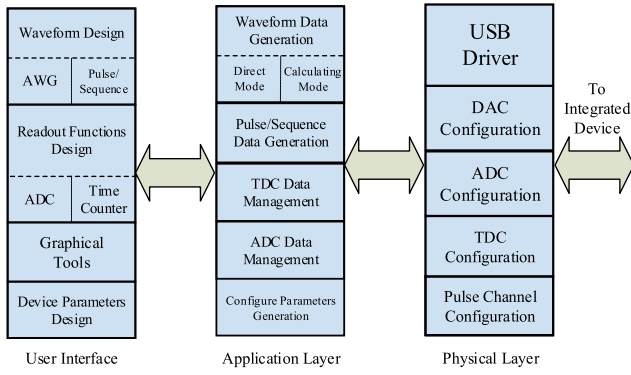 Waveform Design
AWG
Pulse/
Sequence
Readout Functions
Design
ADC
Time
Counter
Graphical
Tools
Device Parameters
Design
User Interface
Waveform Data
Generation
Direct
Mode
Calculating
Mode
Pulse/Sequence
Data Generation
TDC Data
Management
ADC Data
Management
Configure Parameters
Generation
Application Layer
USB
Driver
DAC
Configuration
ADC
Configuration
TDC
Configuration
Pulse Channel
Configuration
Physical Layer
To
Integrated
Device